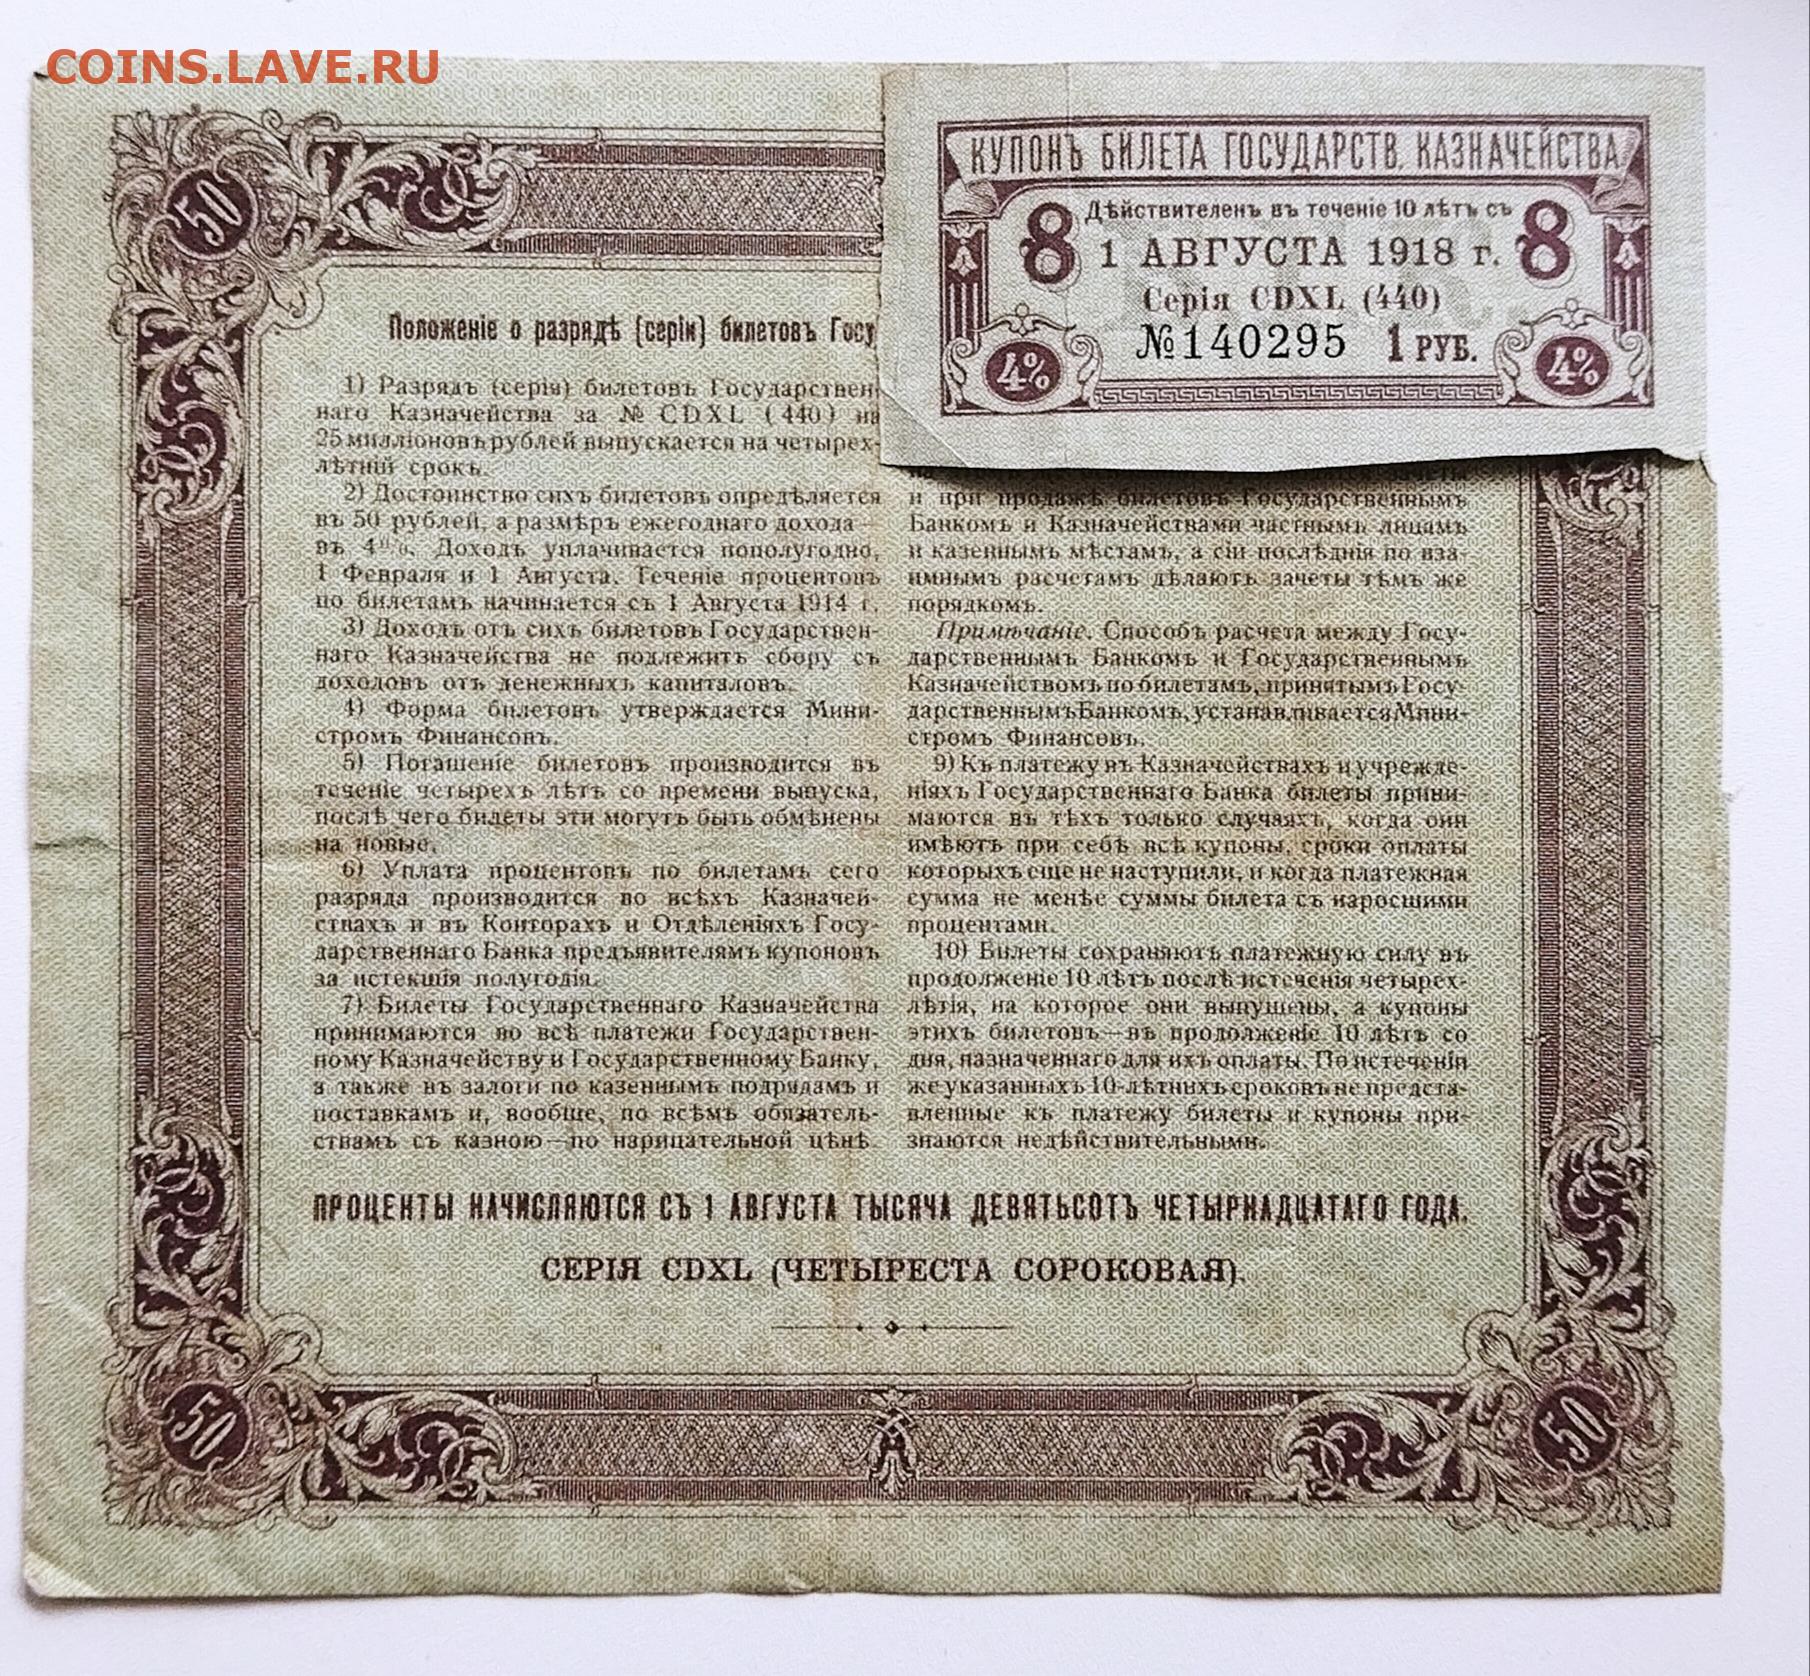 COINS.LAVE.RU
КУПОНЪ БИЛЕТА ГОСУДАРСТВ. КАЗНАЧЕЙСТВА.
Дѣйствителенъ въ теченіе 10 лѣтъ съ
8 1 АВГУСТА 1918 г. 8
Серія CDXL (440)
№140295 1 РУБ.
4% 4%
50
Положеніе о разрядѣ (серіи) билетовъ Госу
1) Разрядъ (серія) билетовъ Государствен-
наго Казначейства за № CDXL (440) на
25 милліоновъ рублей выпускается на четырех-
лѣтній срокъ.
2) Достоинство сихъ билетовъ опредѣляется
въ 50 рублей, а размѣръ ежегоднаго дохода —
въ 4%. Доходъ уплачивается пополугодно,
1 Февраля и 1 Августа. Теченіе процентовъ
по билетамъ начинается съ 1 Августа 1914 г.
3) Доходъ отъ сихъ билетовъ Государствен-
наго Казначейства не подлежитъ сбору съ
доходовъ отъ денежныхъ капиталовъ.
4) Форма билетовъ утверждается Мини-
стромъ Финансовъ.
5) Погашеніе билетовъ производится въ
теченіе четырехъ лѣтъ со времени выпуска,
послѣ чего билеты эти могутъ быть обмѣнены
на новые.
6) Уплата процентовъ по билетамъ сего
разряда производится во всѣхъ Казначей-
ствахъ и въ Конторахъ и Отдѣленіяхъ Госу-
дарственнаго Банка предъявителямъ купоновъ
за истекшія полугодія.
7) Билеты Государственнаго Казначейства
принимаются во всѣ платежи Государствен-
ному Казначейству и Государственному Банку,
а также въ залоги по казеннымъ подрядамъ и
поставкамъ и, вообще, по всѣмъ обязатель-
ствамъ съ казною—по нарицательной цѣнѣ.
и при продажѣ билетовъ Государственнымъ
Банкомъ и Казначействами частнымъ лицамъ
и казеннымъ мѣстамъ, а сіи послѣднія по вза-
имнымъ расчетамъ дѣлаютъ зачеты тѣмъ же
порядкомъ.
Примѣчаніе. Способъ расчета между Госу-
дарственнымъ Банкомъ и Государственнымъ
Казначействомъ по билетамъ, принятымъ Госу-
дарственнымъ Банкомъ, устанавливается Мини-
стромъ Финансовъ.
9) Къ платежу въ Казначействахъ и учрежде-
ніяхъ Государственнаго Банка билеты прини-
маются въ тѣхъ только случаяхъ, когда они
имѣютъ при себѣ всѣ купоны, сроки оплаты
которыхъ еще не наступили, и когда платежная
сумма не менѣе суммы билета съ наросшими
процентами.
10) Билеты сохраняютъ платежную силу въ
продолженіе 10 лѣтъ послѣ истеченія четырех-
лѣтія, на которое они выпущены, а купоны
этихъ билетовъ—въ продолженіе 10 лѣтъ со
дня, назначеннаго для ихъ оплаты. По истеченіи
же указанныхъ 10-лѣтнихъ сроковъ не предста-
вленные къ платежу билеты и купоны при-
знаются недѣйствительными.
ПРОЦЕНТЫ НАЧИСЛЯЮТСЯ СЪ 1 АВГУСТА ТЫСЯЧА ДЕВЯТЬСОТЪ ЧЕТЫРНАДЦАТАГО ГОДА.
СЕРІЯ CDXL (ЧЕТЫРЕСТА СОРОКОВАЯ).
50 50